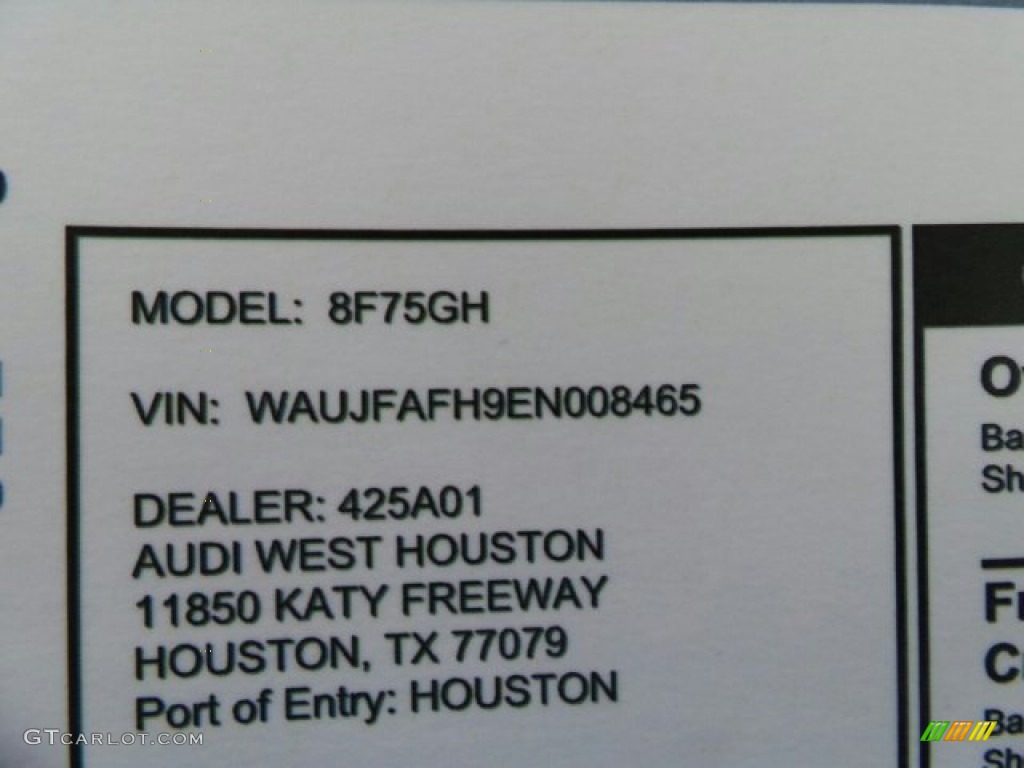 MODEL: 8F75GH
VIN: WAUJFAFH9EN008465
DEALER: 425A01
AUDI WEST HOUSTON
11850 KATY FREEWAY
HOUSTON, TX 77079
Port of Entry: HOUSTON
GTCARLOT.COM